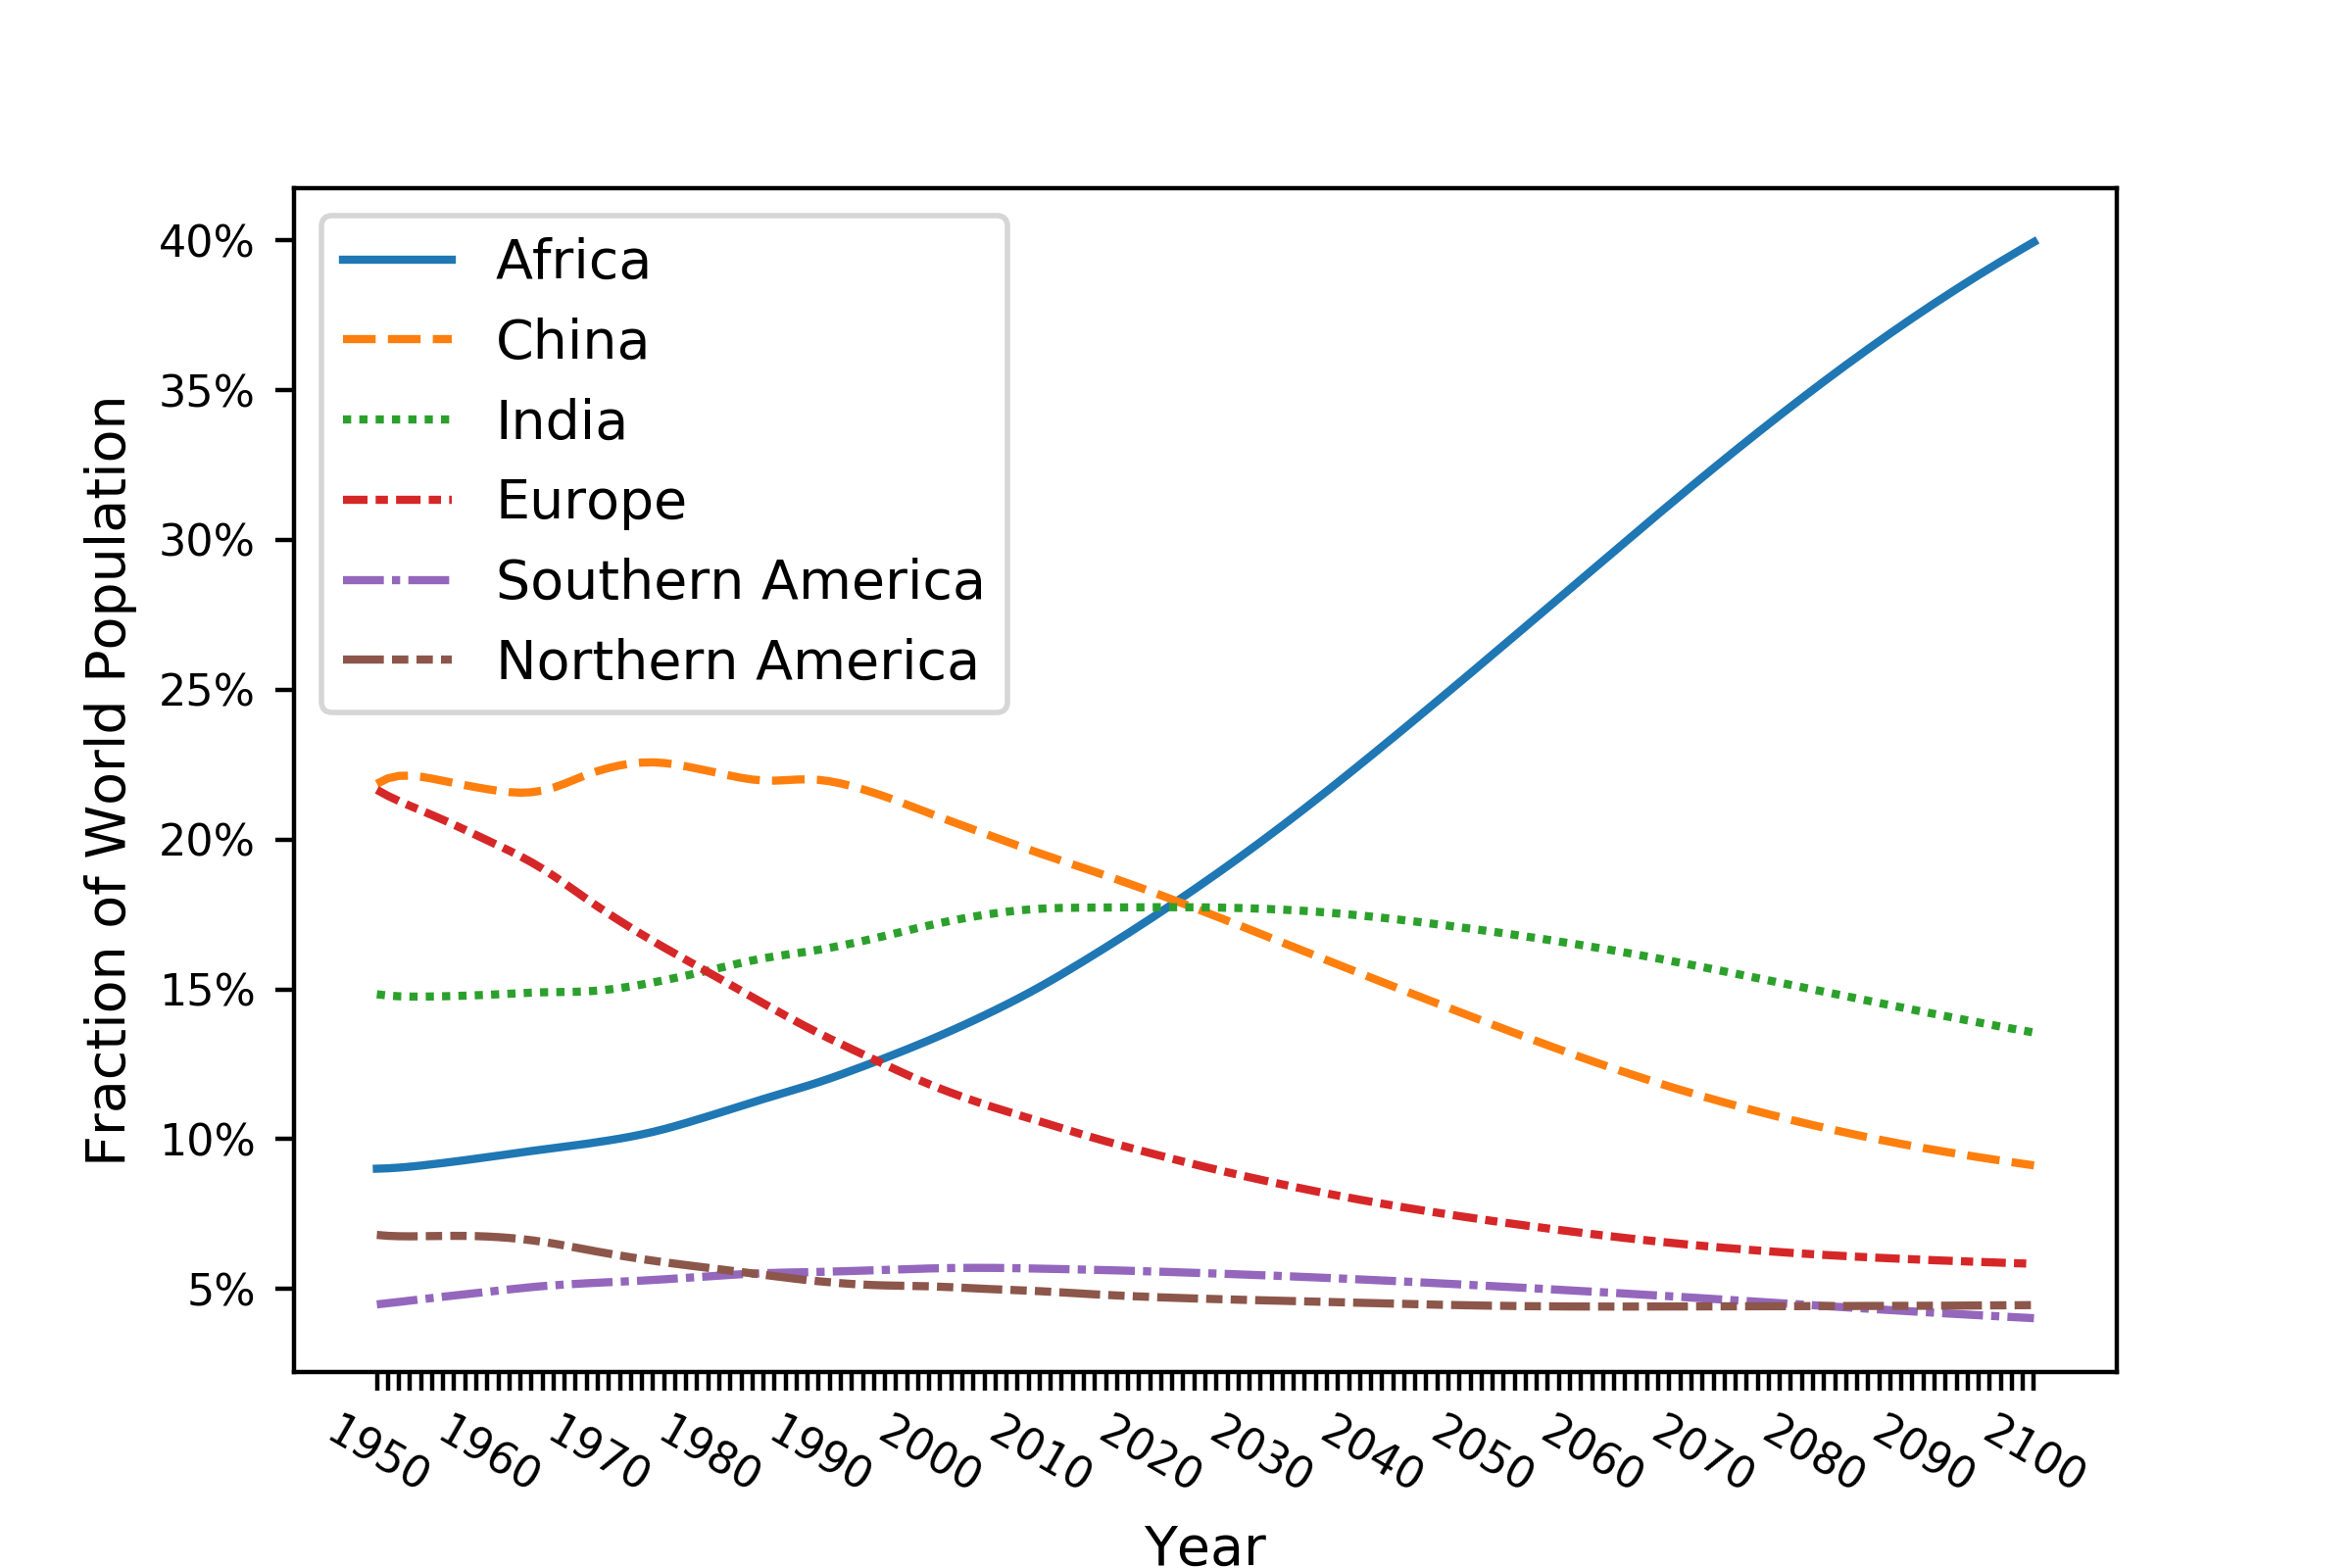 Fraction of World Population
40%
35%
30%
25%
20%
15%
10%
5%
Africa
China
India
Europe
Southern America
Northern America
1950 1960 1970 1980 1990 2000 2010 2020 2030 2040 2050 2060 2070 2080 2090 2100
Year